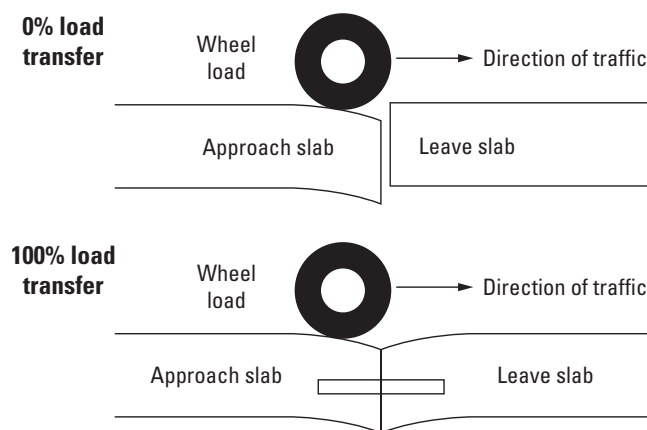 0% load
transfer
Wheel
load
Direction of traffic
Approach slab
Leave slab
100% load
transfer
Wheel
load
Direction of traffic
Approach slab
Leave slab